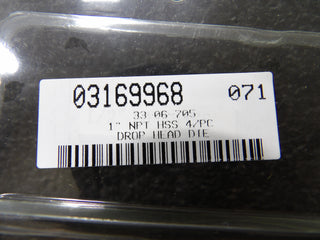 03169968 071
33-06-705
1" NPT HSS 4/PC
DROP HEAD DIE